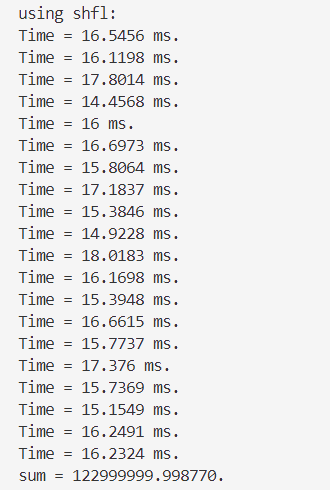 using shfl:
Time = 16.5456 ms.
Time = 16.1198 ms.
Time = 17.8014 ms.
Time = 14.4568 ms.
Time = 16 ms.
Time = 16.6973 ms.
Time = 15.8064 ms.
Time = 17.1837 ms.
Time = 15.3846 ms.
Time = 14.9228 ms.
Time = 18.0183 ms.
Time = 16.1698 ms.
Time = 15.3948 ms.
Time = 16.6615 ms.
Time = 15.7737 ms.
Time = 17.376 ms.
Time = 15.7369 ms.
Time = 15.1549 ms.
Time = 16.2491 ms.
Time = 16.2324 ms.
sum = 122999999.998770.